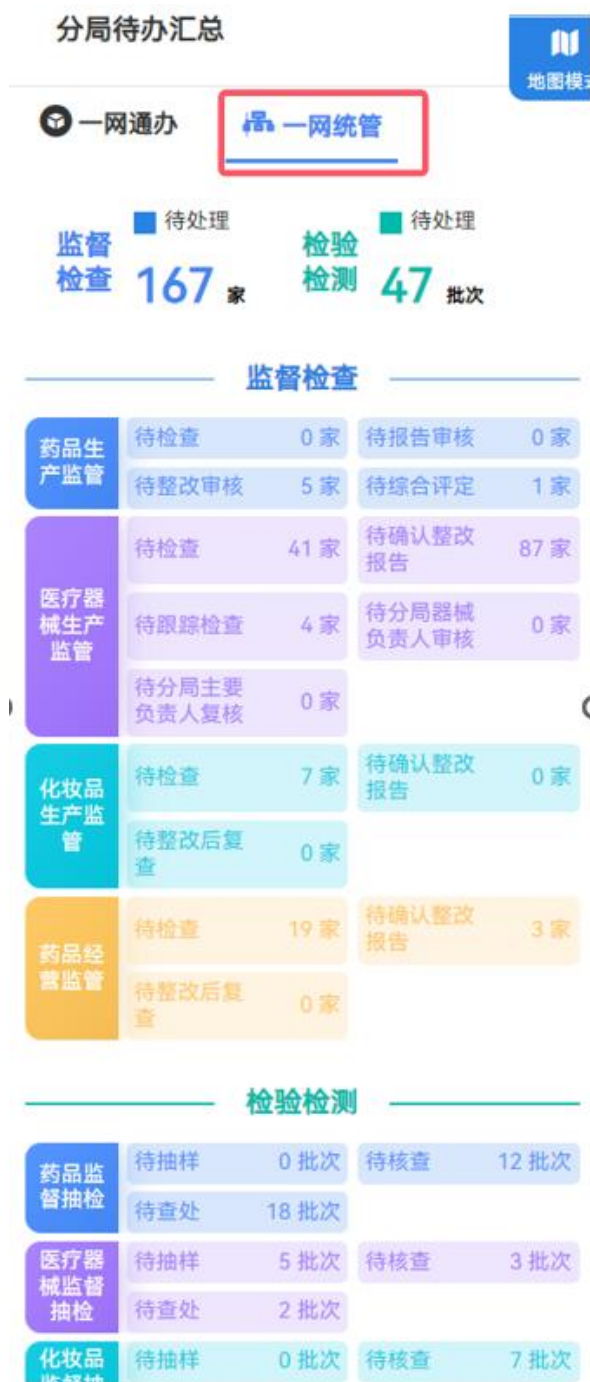 分局待办汇总
地图模式
一网通办
一网统管
待处理
待处理
监督
检查
167 家
检验
检测
47 批次
监督检查
药品生
产监管
待检查 0 家
待报告审核 0 家
待整改审核 5 家
待综合评定 1 家
医疗器
械生产
监管
待检查 41 家
待确认整改
报告
87 家
待跟踪检查 4 家
待分局器械
负责人审核
0 家
待分局主要
负责人复核
0 家
化妆品
生产监
管
待检查 7 家
待确认整改
报告
0 家
待整改后复
查
0 家
药品经
营监管
待检查 19 家
待确认整改
报告
3 家
待整改后复
查
0 家
检验检测
药品监
督抽检
待抽样 0 批次
待核查 12 批次
待查处 18 批次
医疗器
械监督
抽检
待抽样 5 批次
待核查 3 批次
待查处 2 批次
化妆品
监督抽
待抽样 0 批次
待核查 7 批次